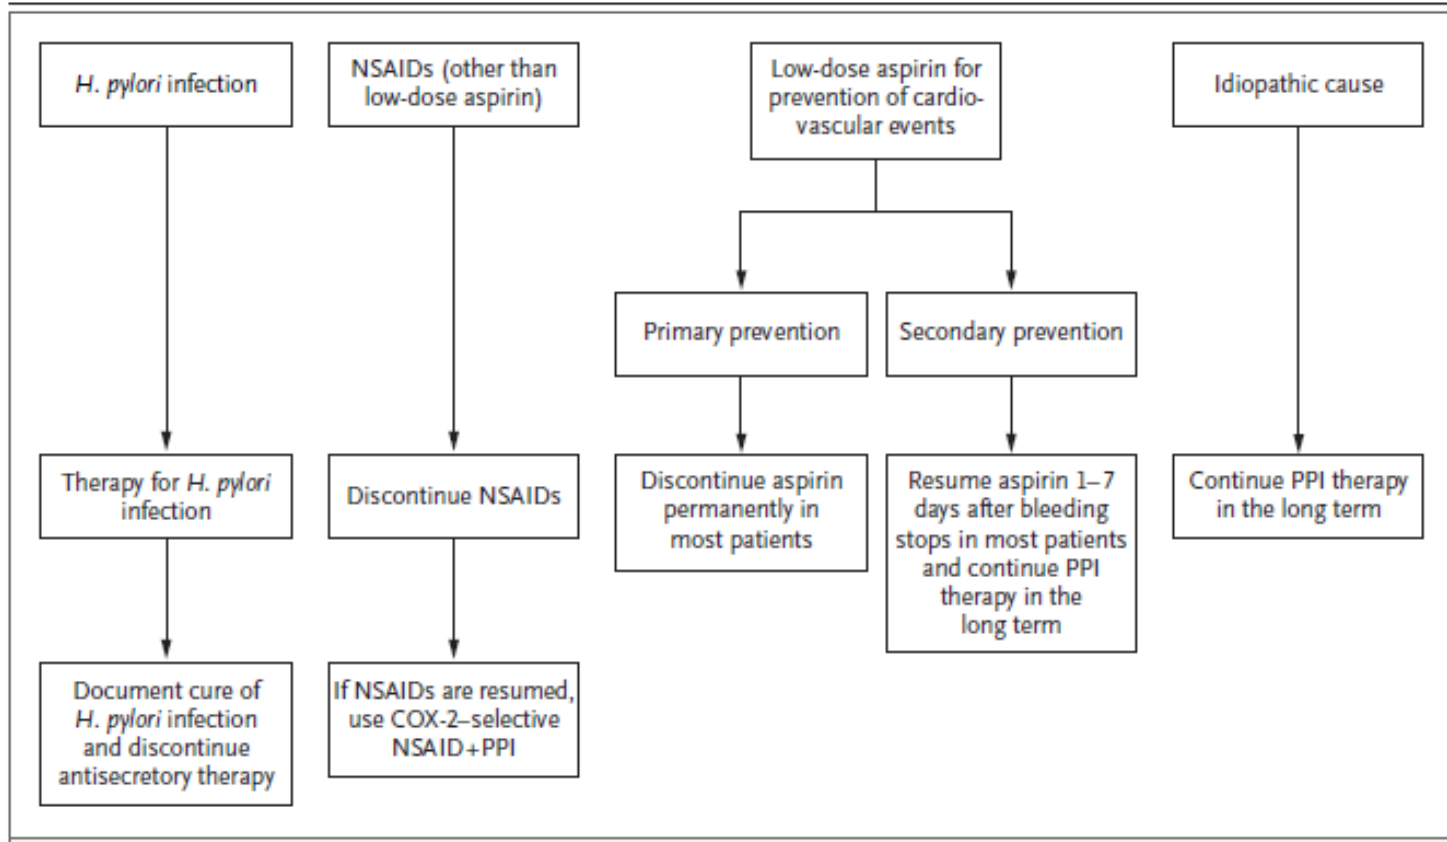 H. pylori infection
NSAIDs (other than
low-dose aspirin)
Low-dose aspirin for
prevention of cardio-
vascular events
Idiopathic cause
Primary prevention
Secondary prevention
Therapy for H. pylori
infection
Discontinue NSAIDs
Discontinue aspirin
permanently in
most patients
Resume aspirin 1–7
days after bleeding
stops in most patients
and continue PPI
therapy in the
long term
Continue PPI therapy
in the long term
Document cure of
H. pylori infection
and discontinue
antisecretory therapy
If NSAIDs are resumed,
use COX-2–selective
NSAID+PPI